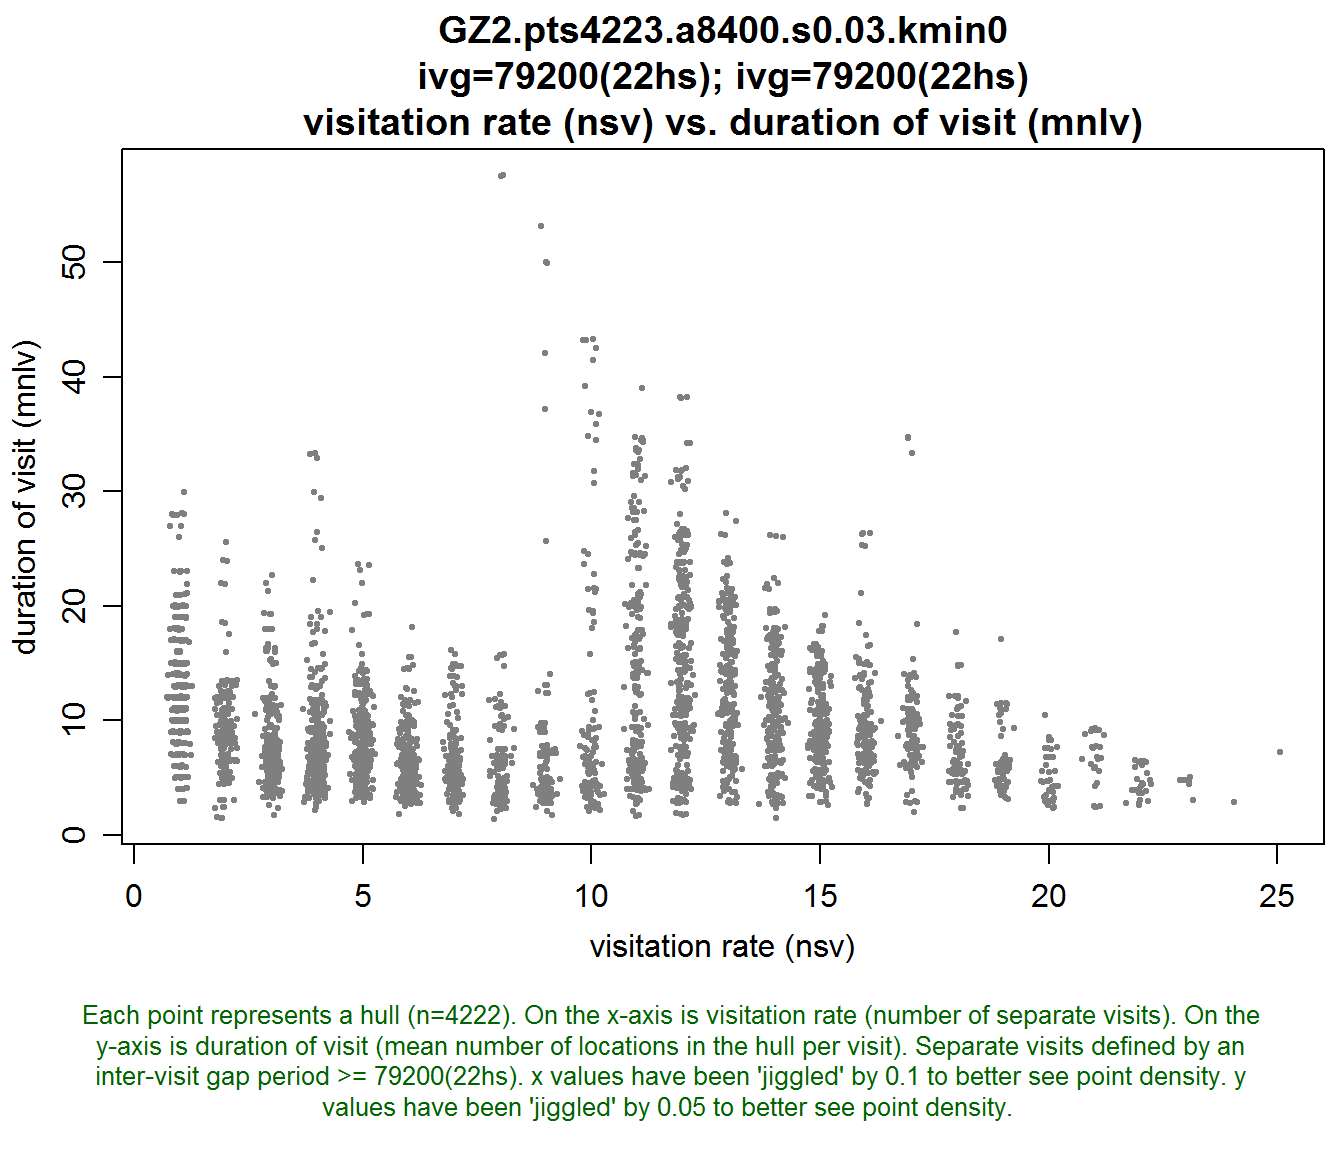 GZ2.pts4223.a8400.s0.03.kmin0
ivg=79200(22hs); ivg=79200(22hs)
visitation rate (nsv) vs. duration of visit (mnlv)
duration of visit (mnlv)
50
40
30
20
10
0
0 5 10 15 20 25
visitation rate (nsv)
Each point represents a hull (n=4222). On the x-axis is visitation rate (number of separate visits). On the
y-axis is duration of visit (mean number of locations in the hull per visit). Separate visits defined by an
inter-visit gap period >= 79200(22hs). x values have been 'jiggled' by 0.1 to better see point density. y
values have been 'jiggled' by 0.05 to better see point density.